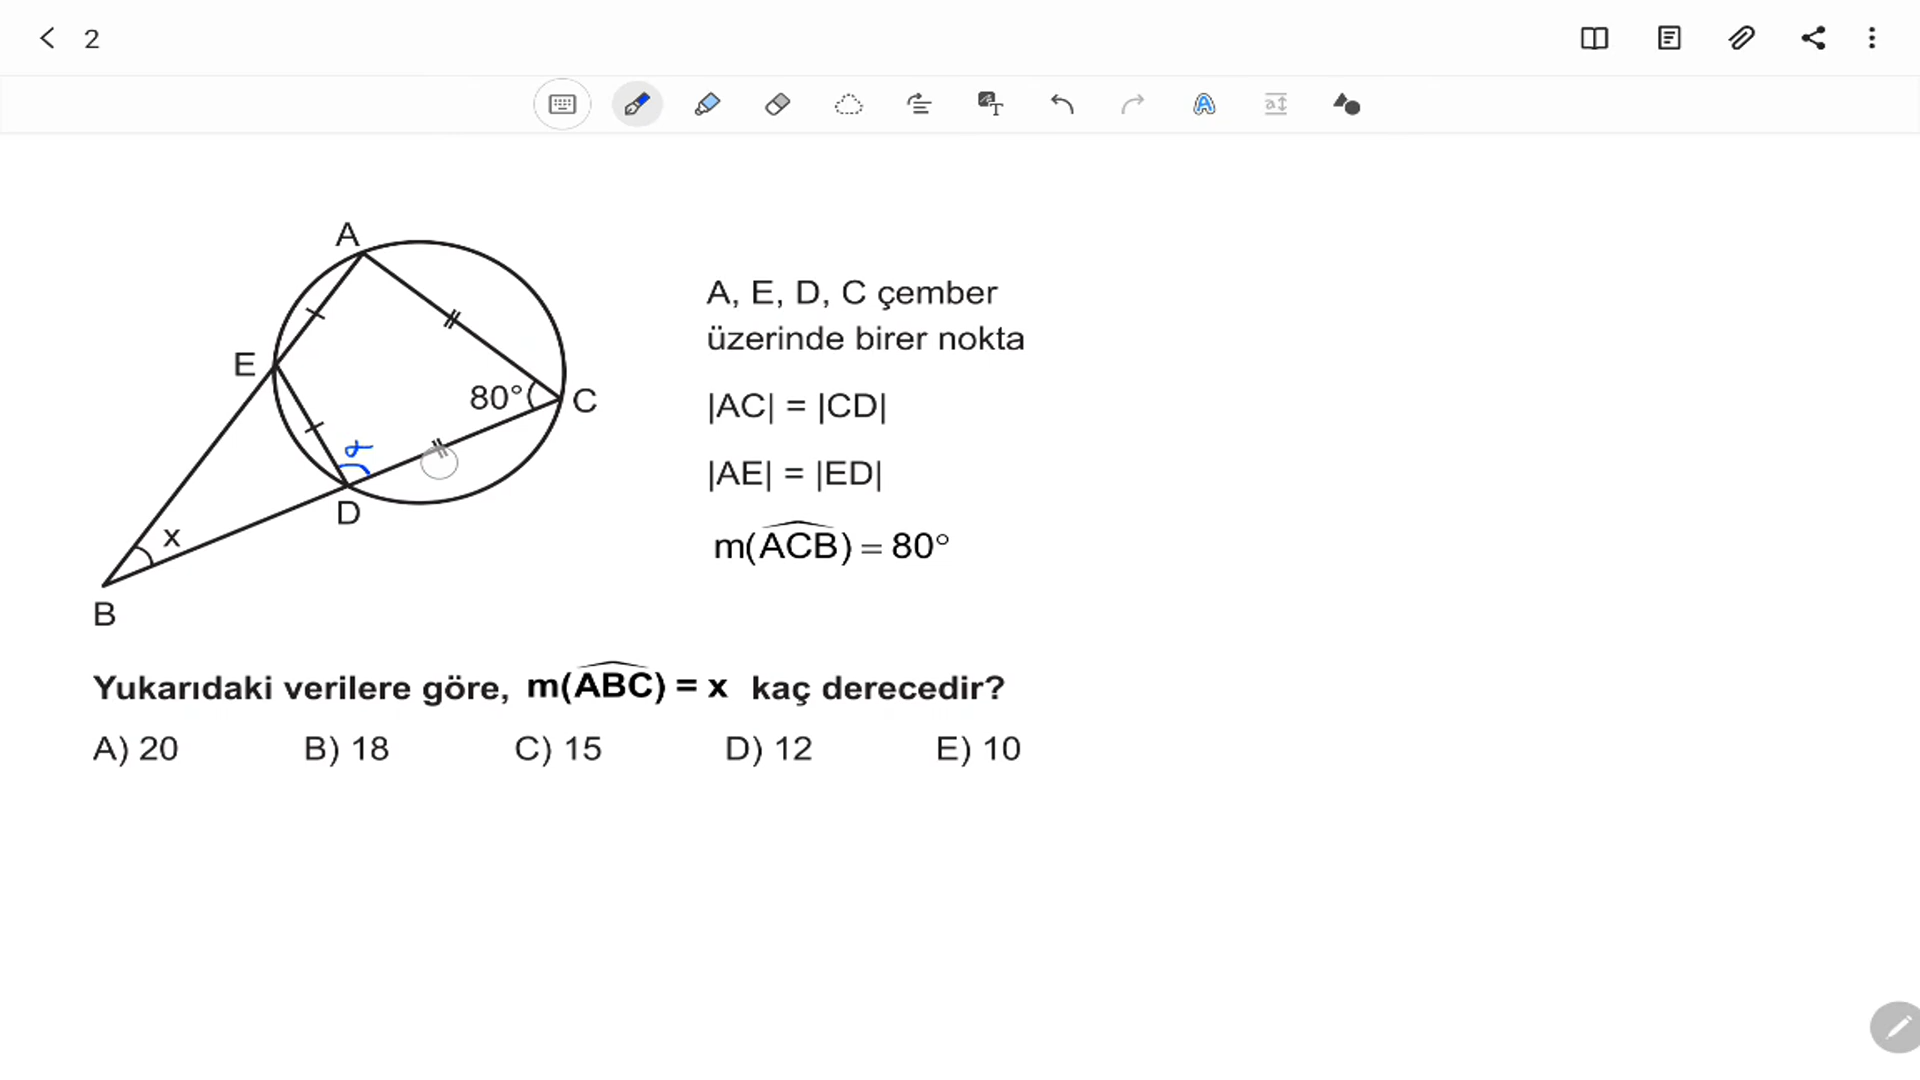 2
A
E
80°
C
α
D
x
B
A, E, D, C çember
üzerinde birer nokta
|AC| = |CD|
|AE| = |ED|
m(ACB) = 80°
Yukarıdaki verilere göre, m(ABC) = x kaç derecedir?
A) 20 B) 18 C) 15 D) 12 E) 10